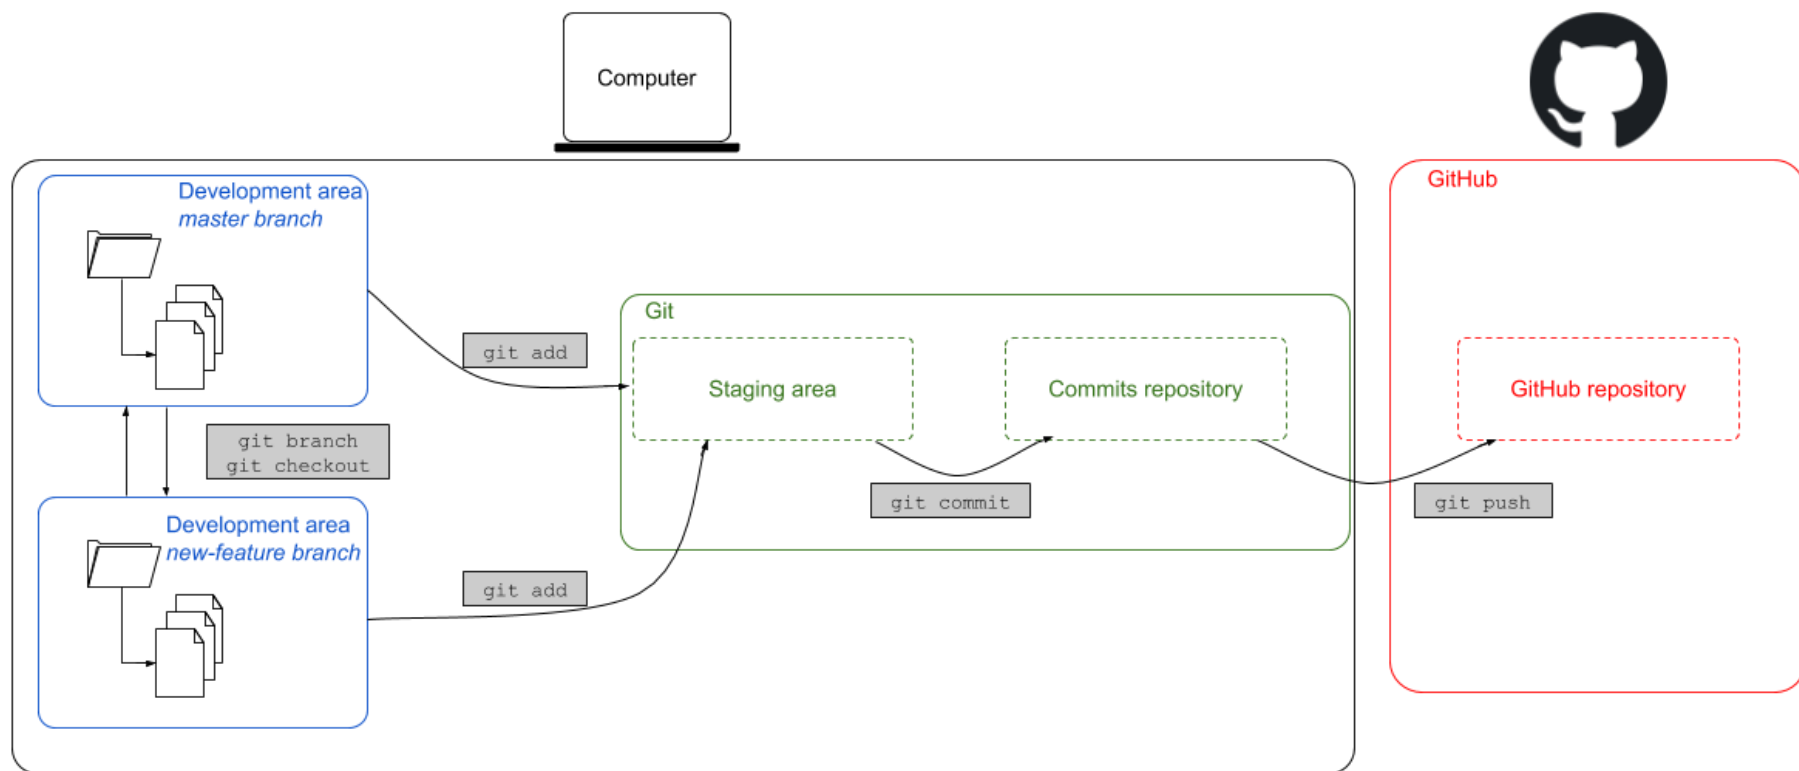 Computer
Development area
master branch
git add
git branch
git checkout
Development area
new-feature branch
git add
Git
Staging area
Commits repository
git commit
GitHub
GitHub repository
git push